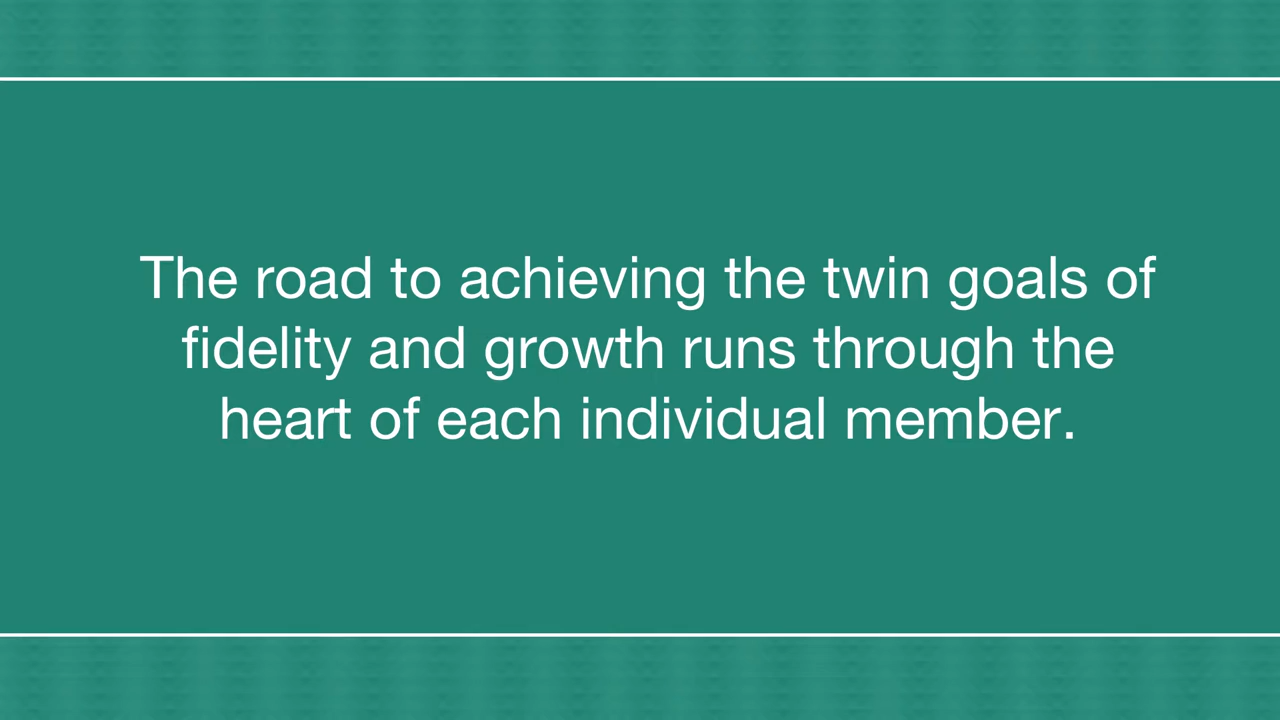 The road to achieving the twin goals of
fidelity and growth runs through the
heart of each individual member.